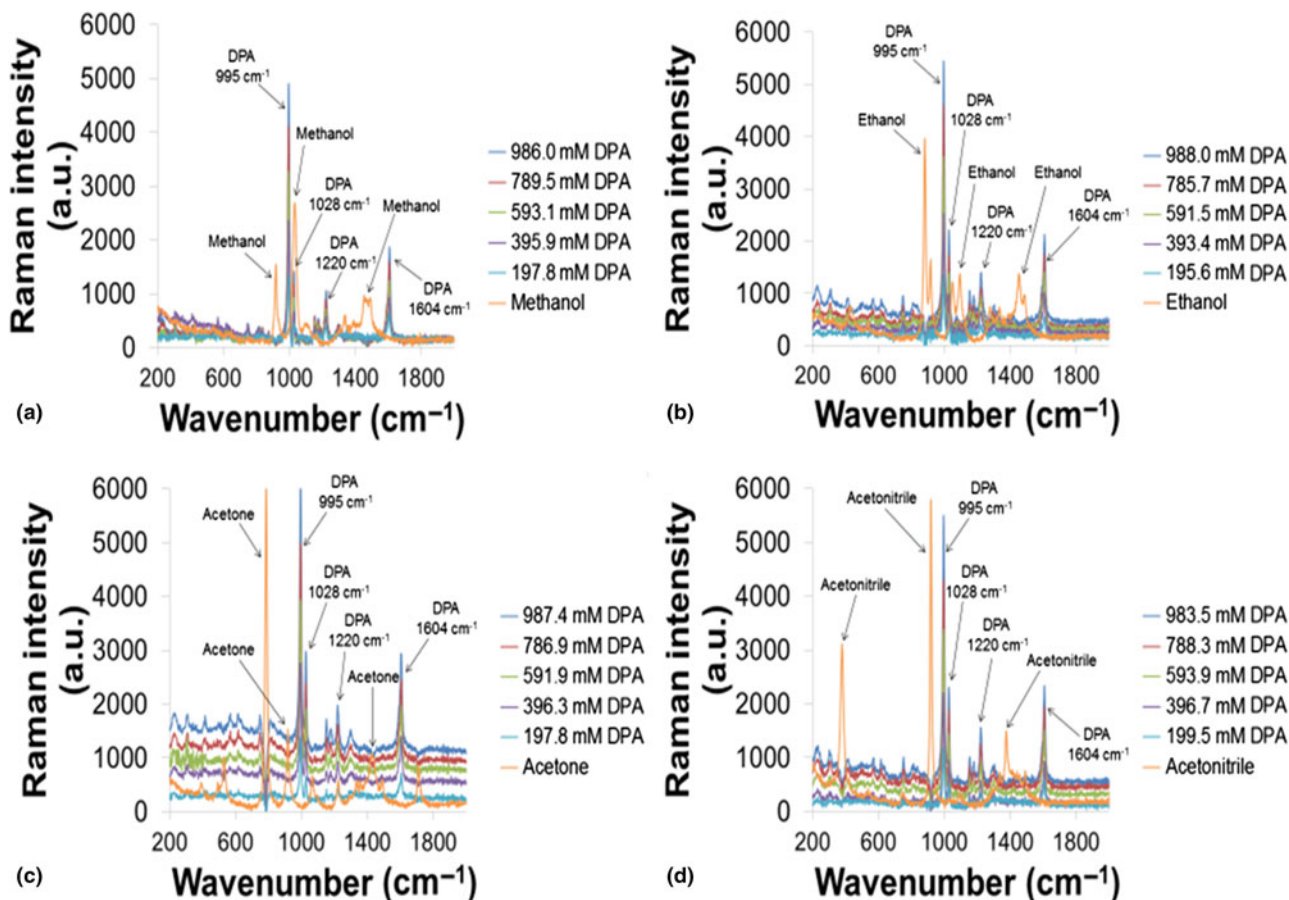 (a)
Raman intensity
(a.u.)
6000
5000
4000
3000
2000
1000
0
200 600 1000 1400 1800
Wavenumber (cm⁻¹)
DPA
995 cm⁻¹
Methanol
DPA
1028 cm⁻¹
Methanol
Methanol
DPA
1220 cm⁻¹
DPA
1604 cm⁻¹
986.0 mM DPA
789.5 mM DPA
593.1 mM DPA
395.9 mM DPA
197.8 mM DPA
Methanol
(b)
Raman intensity
(a.u.)
6000
5000
4000
3000
2000
1000
0
200 600 1000 1400 1800
Wavenumber (cm⁻¹)
DPA
995 cm⁻¹
Ethanol
DPA
1028 cm⁻¹
Ethanol
Ethanol
DPA
1220 cm⁻¹
DPA
1604 cm⁻¹
988.0 mM DPA
785.7 mM DPA
591.5 mM DPA
393.4 mM DPA
195.6 mM DPA
Ethanol
(c)
Raman intensity
(a.u.)
6000
5000
4000
3000
2000
1000
0
200 600 1000 1400 1800
Wavenumber (cm⁻¹)
DPA
995 cm⁻¹
Acetone
DPA
1028 cm⁻¹
DPA
1220 cm⁻¹
DPA
1604 cm⁻¹
Acetone
Acetone
987.4 mM DPA
786.9 mM DPA
591.9 mM DPA
396.3 mM DPA
197.8 mM DPA
Acetone
(d)
Raman intensity
(a.u.)
6000
5000
4000
3000
2000
1000
0
200 600 1000 1400 1800
Wavenumber (cm⁻¹)
Acetonitrile
DPA
995 cm⁻¹
Acetonitrile
DPA
1028 cm⁻¹
DPA
1220 cm⁻¹
Acetonitrile
DPA
1604 cm⁻¹
983.5 mM DPA
788.3 mM DPA
593.9 mM DPA
396.7 mM DPA
199.5 mM DPA
Acetonitrile